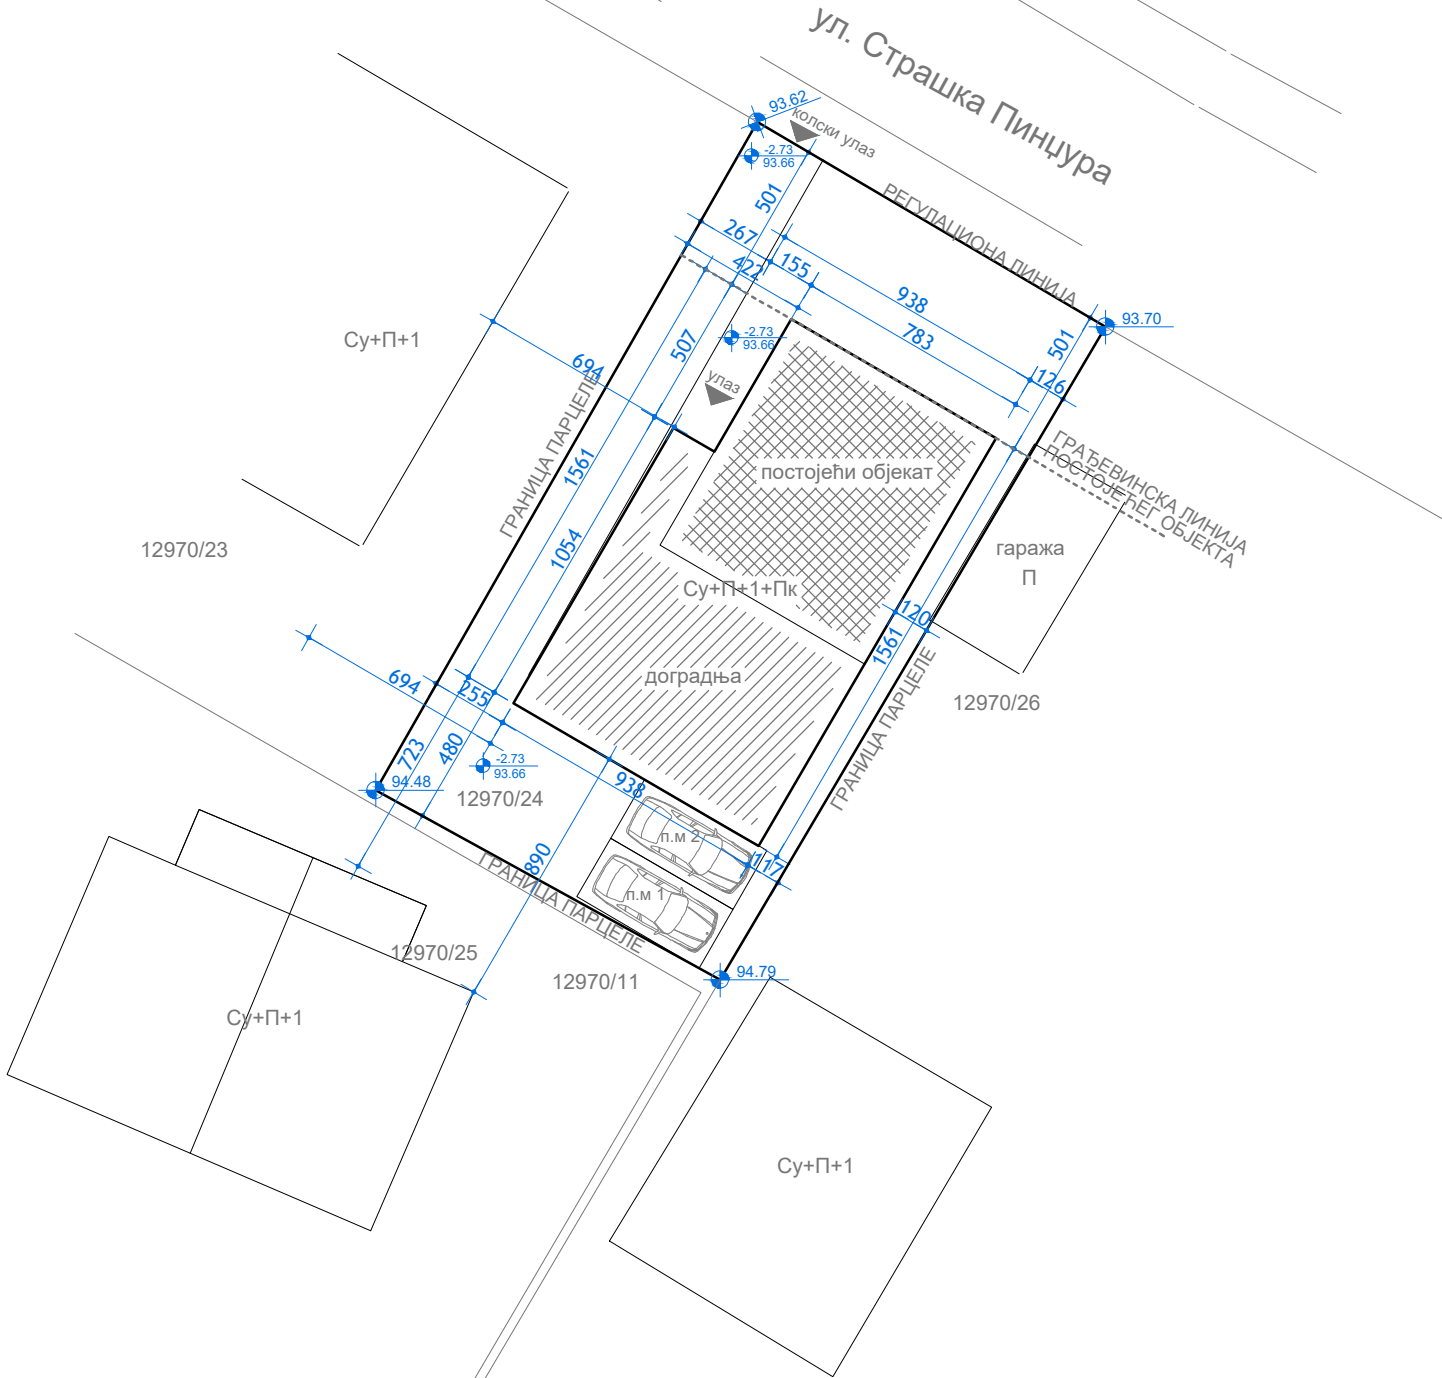 ул. Страшка Пинџура
93.62
колски улаз
-2.73
93.66
501
РЕГУЛАЦИОНА ЛИНИЈА
267
422
155
938
783
93.70
501
126
Су+П+1
-2.73
93.66
507
694
улаз
ГРАНИЦА ПАРЦЕЛЕ
1561
постојећи објекат
ГРАЂЕВИНСКА ЛИНИЈА
ПОСТОЈЕЋЕГ ОБЈЕКТА
12970/23
1054
гаража
П
Су+П+1+Пк
120
1561
доградња
694
255
12970/26
ГРАНИЦА ПАРЦЕЛЕ
723
480
-2.73
93.66
94.48
12970/24
938
п.м 2
117
890
п.м 1
ГРАНИЦА ПАРЦЕЛЕ
12970/25
12970/11
94.79
Су+П+1
Су+П+1